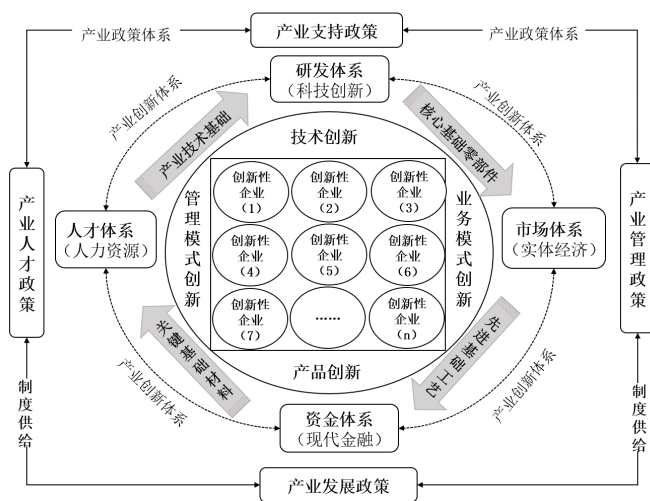 产业支持政策
产业政策体系
产业政策体系
研发体系
（科技创新）
产业创新体系
产业创新体系
产业技术基础
核心基础零部件
技术创新
创新性
企业
（1）
创新性
企业
（2）
创新性
企业
（3）
产业人才政策
人才体系
（人力资源）
管理模式创新
创新性
企业
（4）
创新性
企业
（5）
创新性
企业
（6）
业务模式创新
市场体系
（实体经济）
产业管理政策
创新性
企业
（7）
……
创新性
企业
（n）
关键基础材料
先进基础工艺
产品创新
产业创新体系
产业创新体系
制度供给
制度供给
资金体系
（现代金融）
产业发展政策